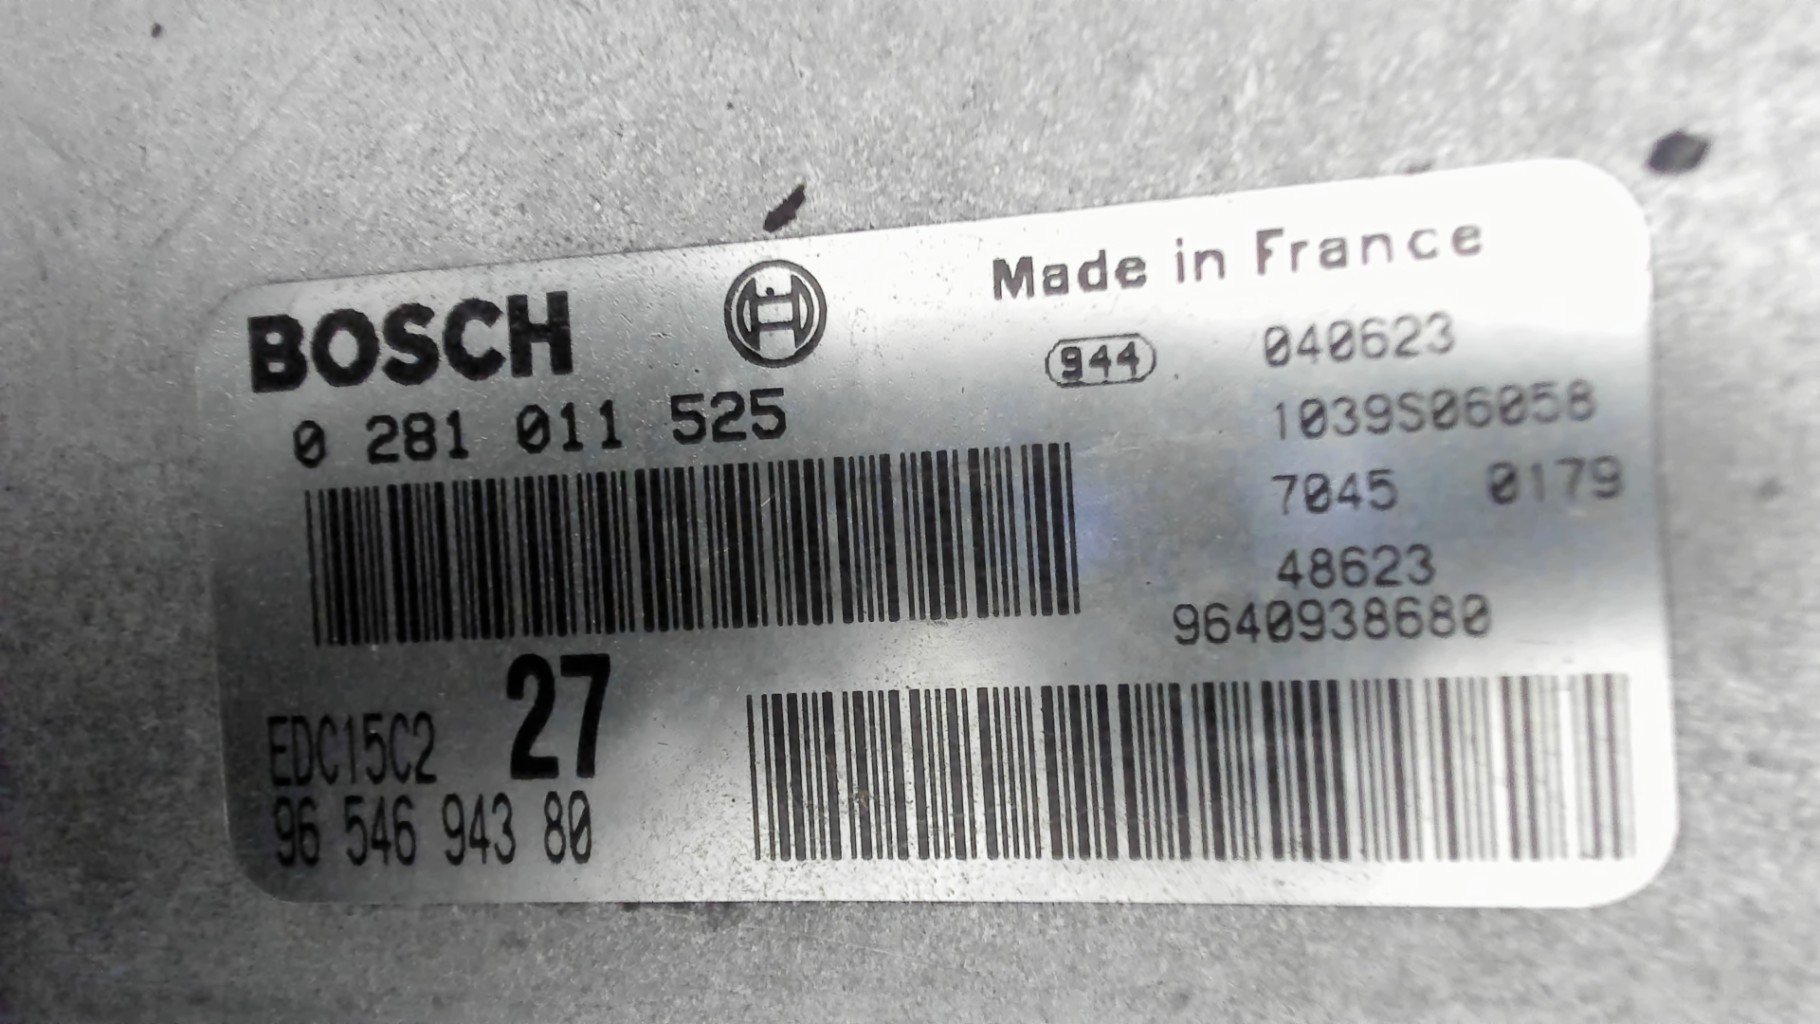 BOSCH
Made in France
0 281 011 525
944
040623
1039S06058
7045 0179
48623
9640938680
EDC15C2 27
96 546 943 80